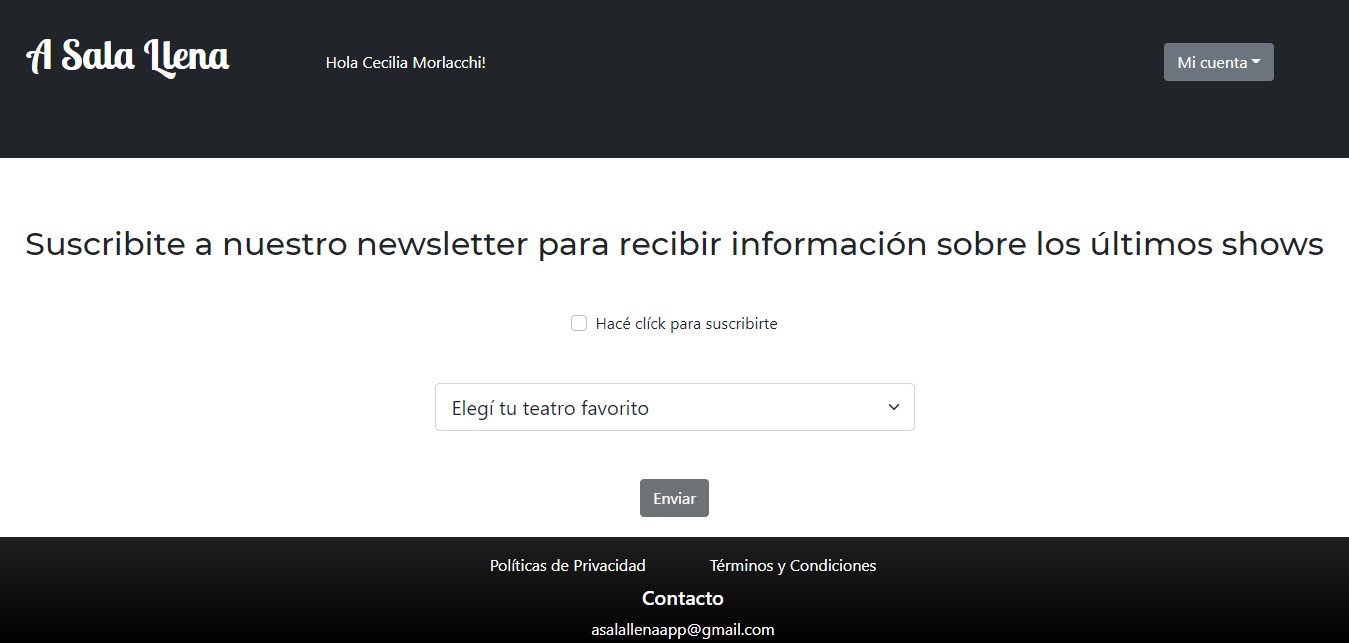 A Sala Llena
Hola Cecilia Morlacchi!
Mi cuenta
Suscribite a nuestro newsletter para recibir información sobre los últimos shows
Hacé clíck para suscribirte
Elegí tu teatro favorito
Enviar
Políticas de Privacidad
Términos y Condiciones
Contacto
asalallenaapp@gmail.com